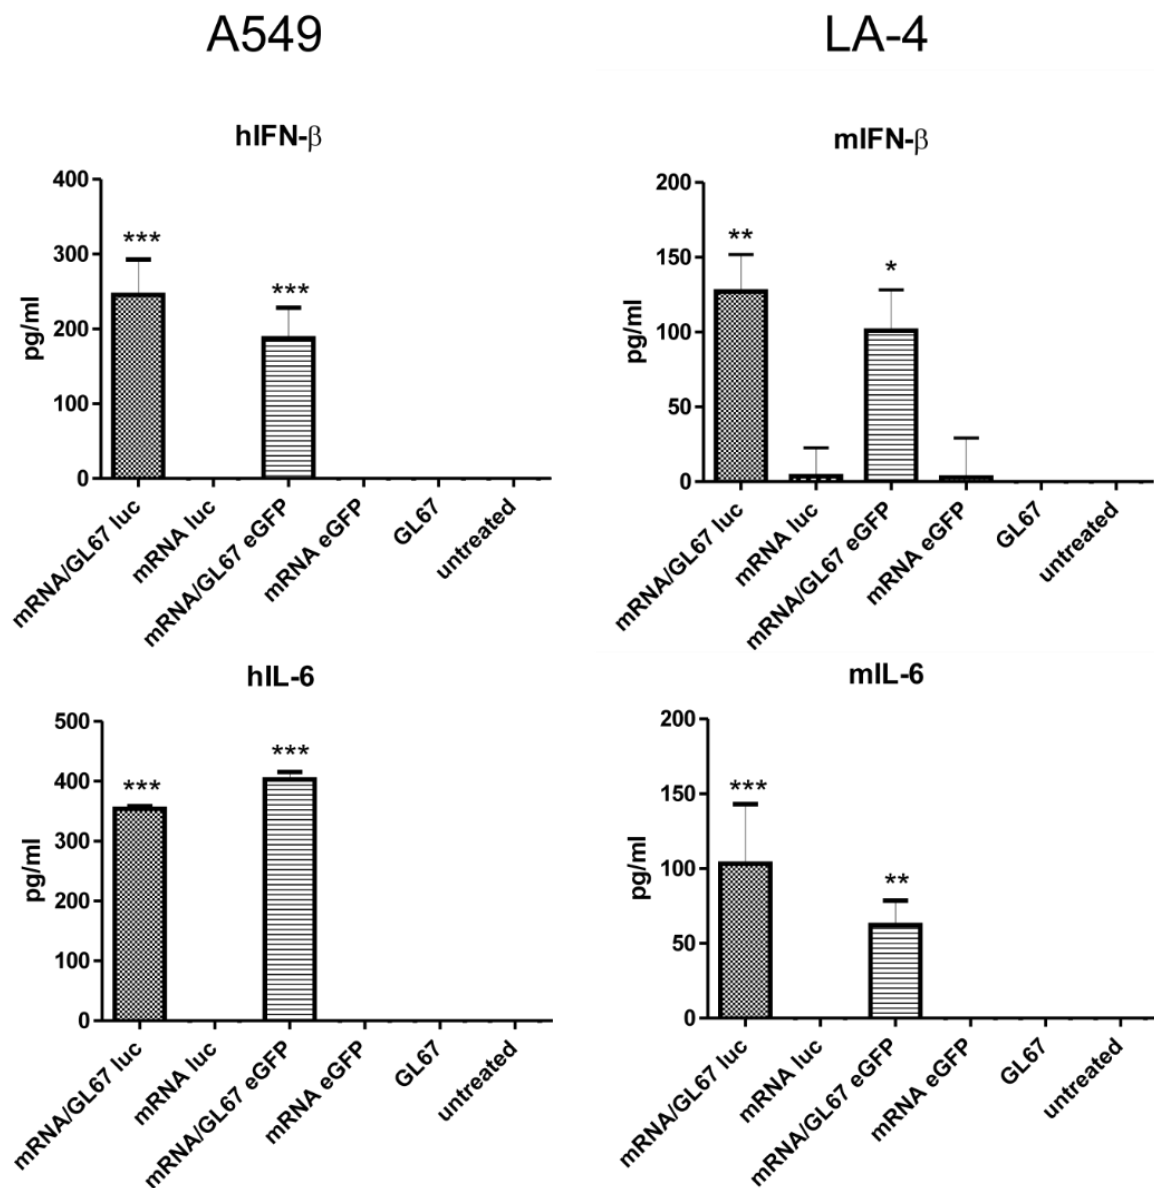 A549
LA-4
hIFN-β
400
300
200
100
0
pg/ml
***
***
mRNA/GL67 luc
mRNA luc
mRNA/GL67 eGFP
mRNA eGFP
GL67
untreated
mIFN-β
200
150
100
50
0
pg/ml
**
*
mRNA/GL67 luc
mRNA luc
mRNA/GL67 eGFP
mRNA eGFP
GL67
untreated
hIL-6
500
400
300
200
100
0
pg/ml
***
***
mRNA/GL67 luc
mRNA luc
mRNA/GL67 eGFP
mRNA eGFP
GL67
untreated
mIL-6
200
150
100
50
0
pg/ml
***
**
mRNA/GL67 luc
mRNA luc
mRNA/GL67 eGFP
mRNA eGFP
GL67
untreated